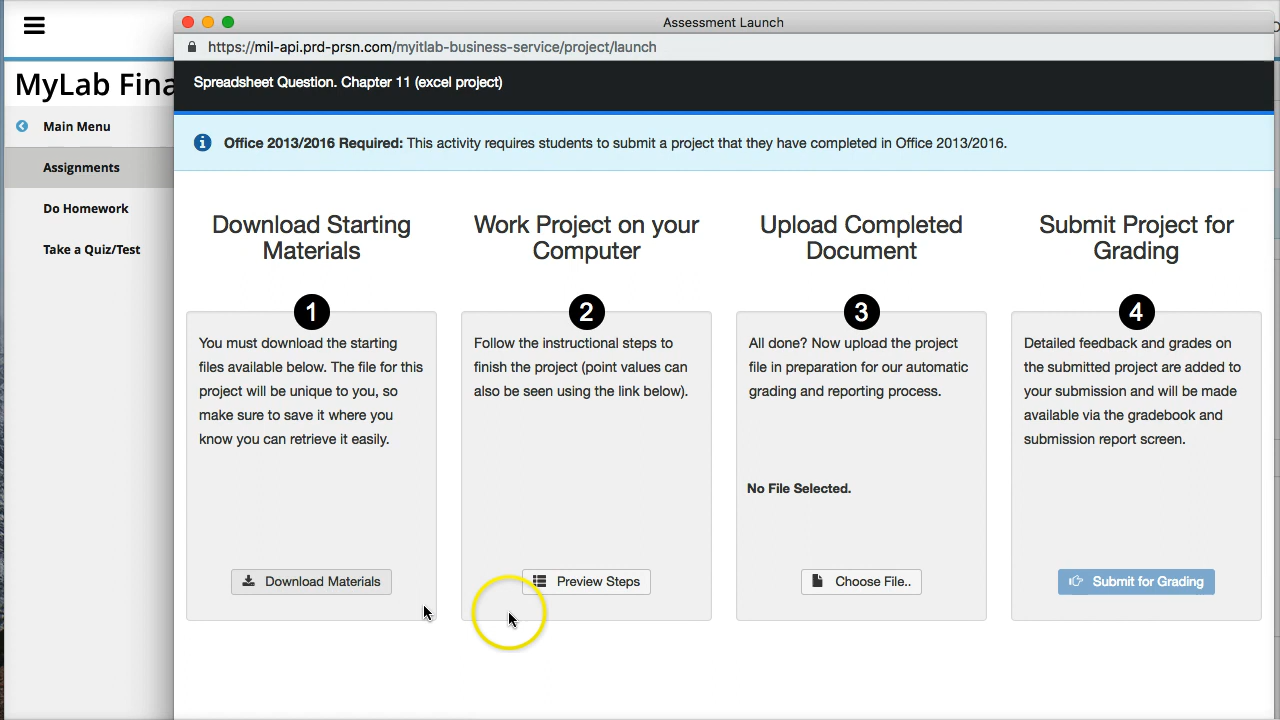 Assessment Launch
https://mil-api.prd-prsn.com/myitlab-business-service/project/launch
MyLab Fina
Main Menu
Assignments
Do Homework
Take a Quiz/Test
Spreadsheet Question. Chapter 11 (excel project)
Office 2013/2016 Required: This activity requires students to submit a project that they have completed in Office 2013/2016.
Download Starting
Materials
1
You must download the starting
files available below. The file for this
project will be unique to you, so
make sure to save it where you
know you can retrieve it easily.
Download Materials
Work Project on your
Computer
2
Follow the instructional steps to
finish the project (point values can
also be seen using the link below).
Preview Steps
Upload Completed
Document
3
All done? Now upload the project
file in preparation for our automatic
grading and reporting process.
No File Selected.
Choose File..
Submit Project for
Grading
4
Detailed feedback and grades on
the submitted project are added to
your submission and will be made
available via the gradebook and
submission report screen.
Submit for Grading